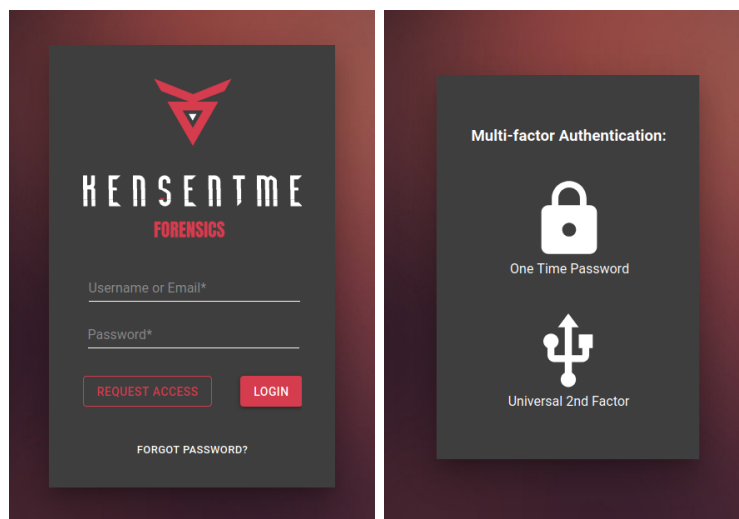 KENSENTME
FORENSICS
Username or Email*
Password*
REQUEST ACCESS
LOGIN
FORGOT PASSWORD?
Multi-factor Authentication:
One Time Password
Universal 2nd Factor